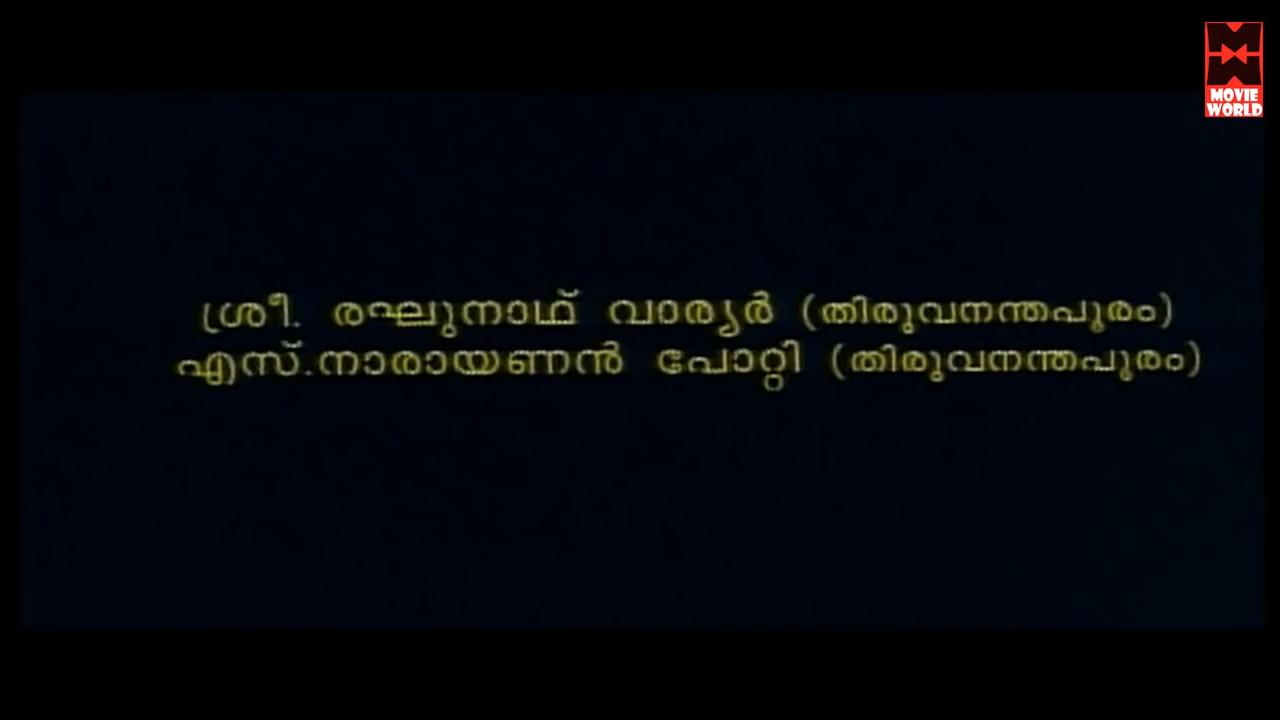 MOVIE
WORLD
ശ്രീ. രഘുനാഥ് വാര്യർ (തിരുവനന്തപുരം)
എസ്.നാരായണൻ പോറ്റി (തിരുവനന്തപുരം)